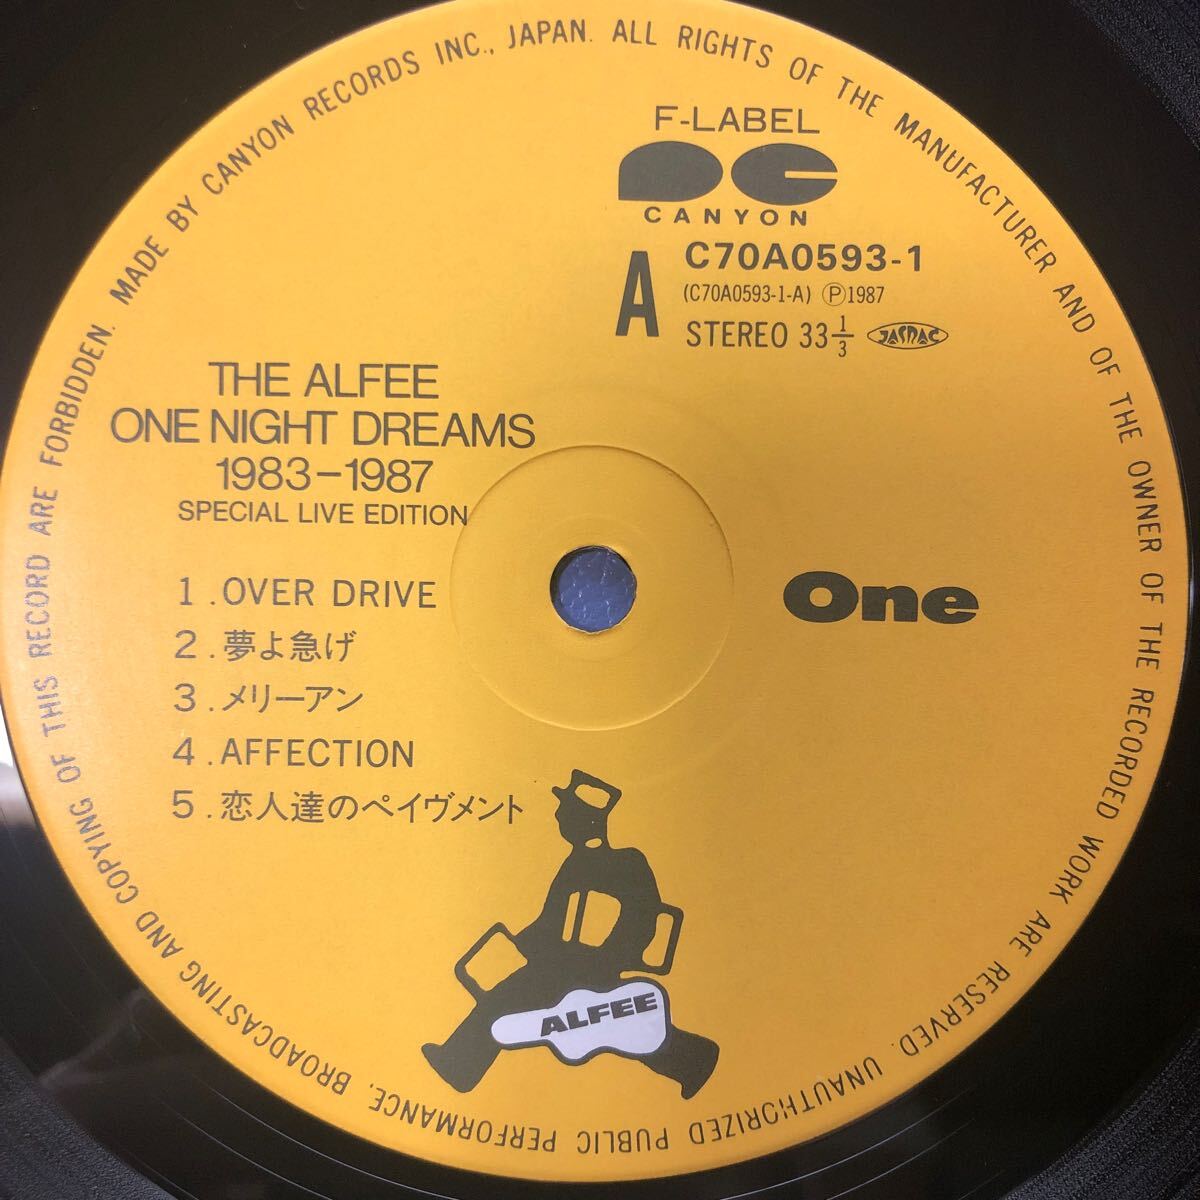 MADE BY CANYON RECORDS INC., JAPAN. ALL RIGHTS OF THE MANUFACTURER AND OF THE OWNER OF THE RECORDED WORK ARE RESERVED. UNAUTHORIZED PUBLIC PERFORMANCE. BROADCASTING AND COPYING OF THIS RECORD ARE FORBIDDEN.
F-LABEL
PC
CANYON
A
C70A0593-1
(C70A0593-1-A) Ⓟ1987
STEREO 33 1/3 JASRAC
THE ALFEE
ONE NIGHT DREAMS
1983-1987
SPECIAL LIVE EDITION
1.OVER DRIVE
2.夢よ急げ
3.メリーアン
4.AFFECTION
5.恋人達のペイヴメント
One
ALFEE